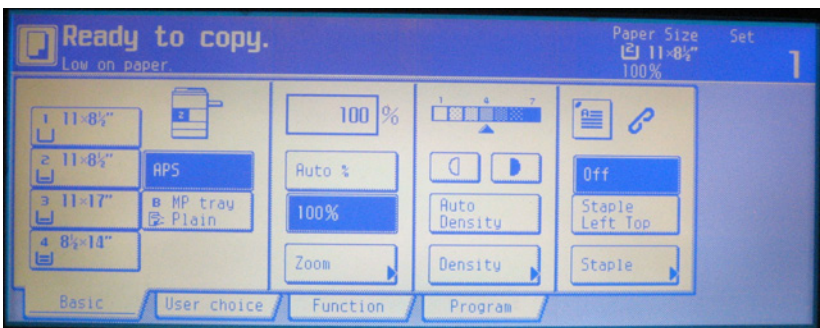 Ready to copy.
Low on paper.
Paper Size
2 11×8½"
100%
Set
1
1 11×8½"
2 11×8½"
3 11×17"
4 8½×14"
2
APS
B MP tray
Plain
100 %
Auto %
100%
Zoom
1 4 7
Auto
Density
Density
Off
Staple
Left Top
Staple
Basic
User choice
Function
Program